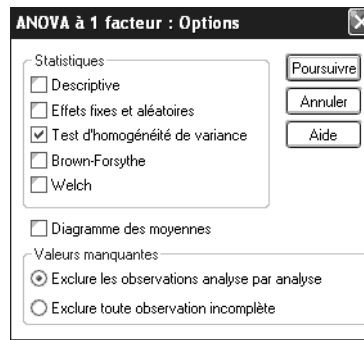 ANOVA à 1 facteur : Options
Statistiques
Descriptive
Effets fixes et aléatoires
Test d'homogénéité de variance
Brown-Forsythe
Welch
Poursuivre
Annuler
Aide
Diagramme des moyennes
Valeurs manquantes
Exclure les observations analyse par analyse
Exclure toute observation incomplète